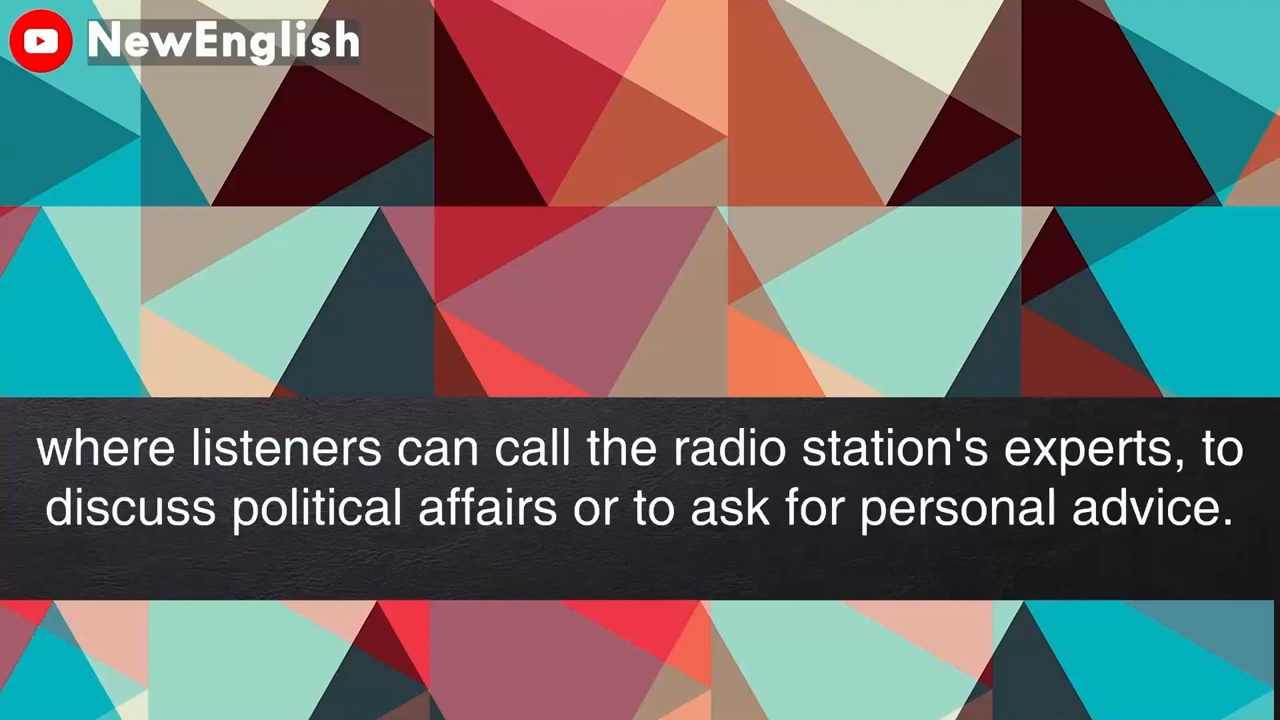 NewEnglish
where listeners can call the radio station's experts, to
discuss political affairs or to ask for personal advice.